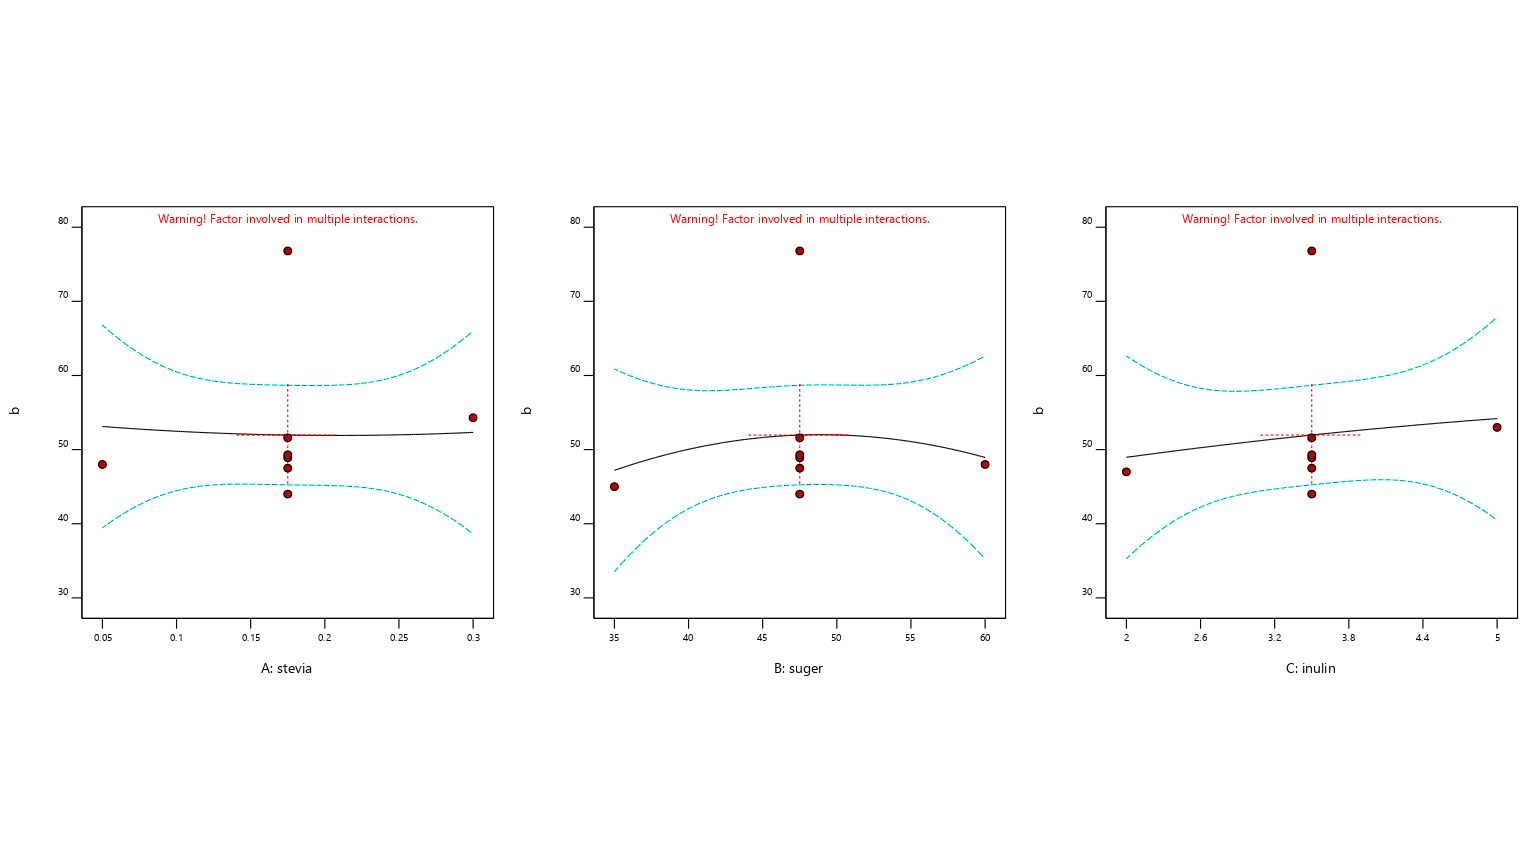 Warning! Factor involved in multiple interactions.
80
70
60
50
40
30
b
0.05 0.1 0.15 0.2 0.25 0.3
A: stevia
Warning! Factor involved in multiple interactions.
80
70
60
50
40
30
b
35 40 45 50 55 60
B: suger
Warning! Factor involved in multiple interactions.
80
70
60
50
40
30
b
2 2.6 3.2 3.8 4.4 5
C: inulin